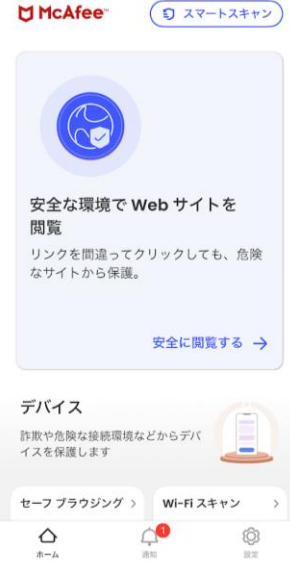 McAfee™
スマートスキャン
安全な環境で Web サイトを
閲覧
リンクを間違ってクリックしても、危険
なサイトから保護。
安全に閲覧する →
デバイス
詐欺や危険な接続環境などからデバ
イスを保護します
セーフ ブラウジング >
Wi-Fi スキャン >
1
ホーム
通知
設定